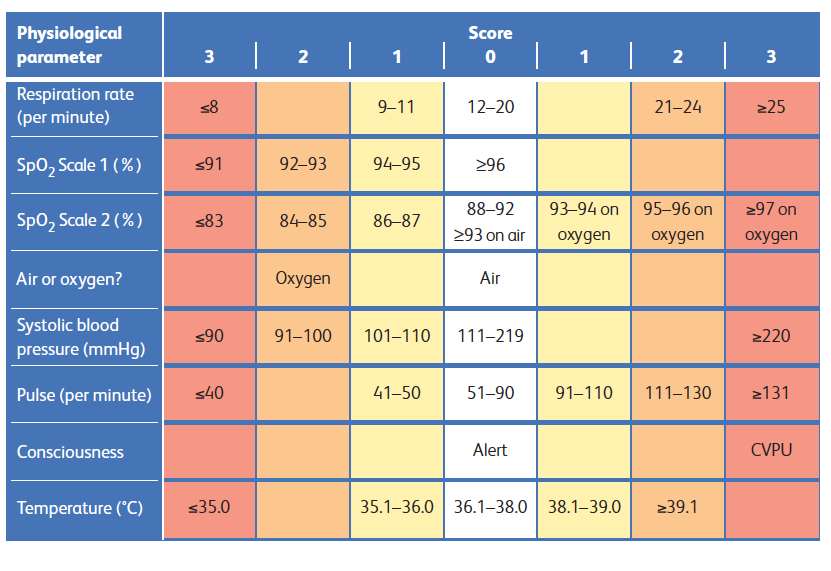 Physiological parameter Score
3 2 1 0 1 2 3
Respiration rate (per minute) ≤8 9–11 12–20 21–24 ≥25
SpO2 Scale 1 (%) ≤91 92–93 94–95 ≥96
SpO2 Scale 2 (%) ≤83 84–85 86–87 88–92 ≥93 on air 93–94 on oxygen 95–96 on oxygen ≥97 on oxygen
Air or oxygen? Oxygen Air
Systolic blood pressure (mmHg) ≤90 91–100 101–110 111–219 ≥220
Pulse (per minute) ≤40 41–50 51–90 91–110 111–130 ≥131
Consciousness Alert CVPU
Temperature (°C) ≤35.0 35.1–36.0 36.1–38.0 38.1–39.0 ≥39.1